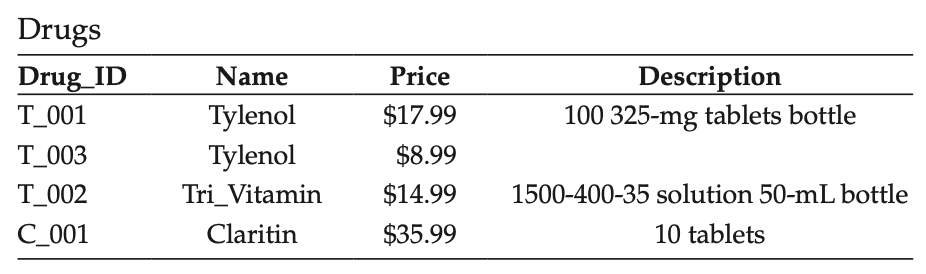 Drugs
Drug_ID Name Price Description
T_001 Tylenol $17.99 100 325-mg tablets bottle
T_003 Tylenol $8.99
T_002 Tri_Vitamin $14.99 1500-400-35 solution 50-mL bottle
C_001 Claritin $35.99 10 tablets